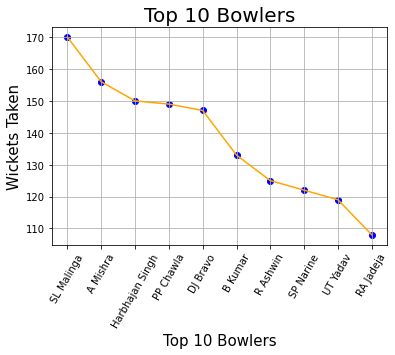 Top 10 Bowlers
Wickets Taken
170
160
150
140
130
120
110
SL Malinga
A Mishra
Harbhajan Singh
PP Chawla
DJ Bravo
B Kumar
R Ashwin
SP Narine
UT Yadav
RA Jadeja
Top 10 Bowlers